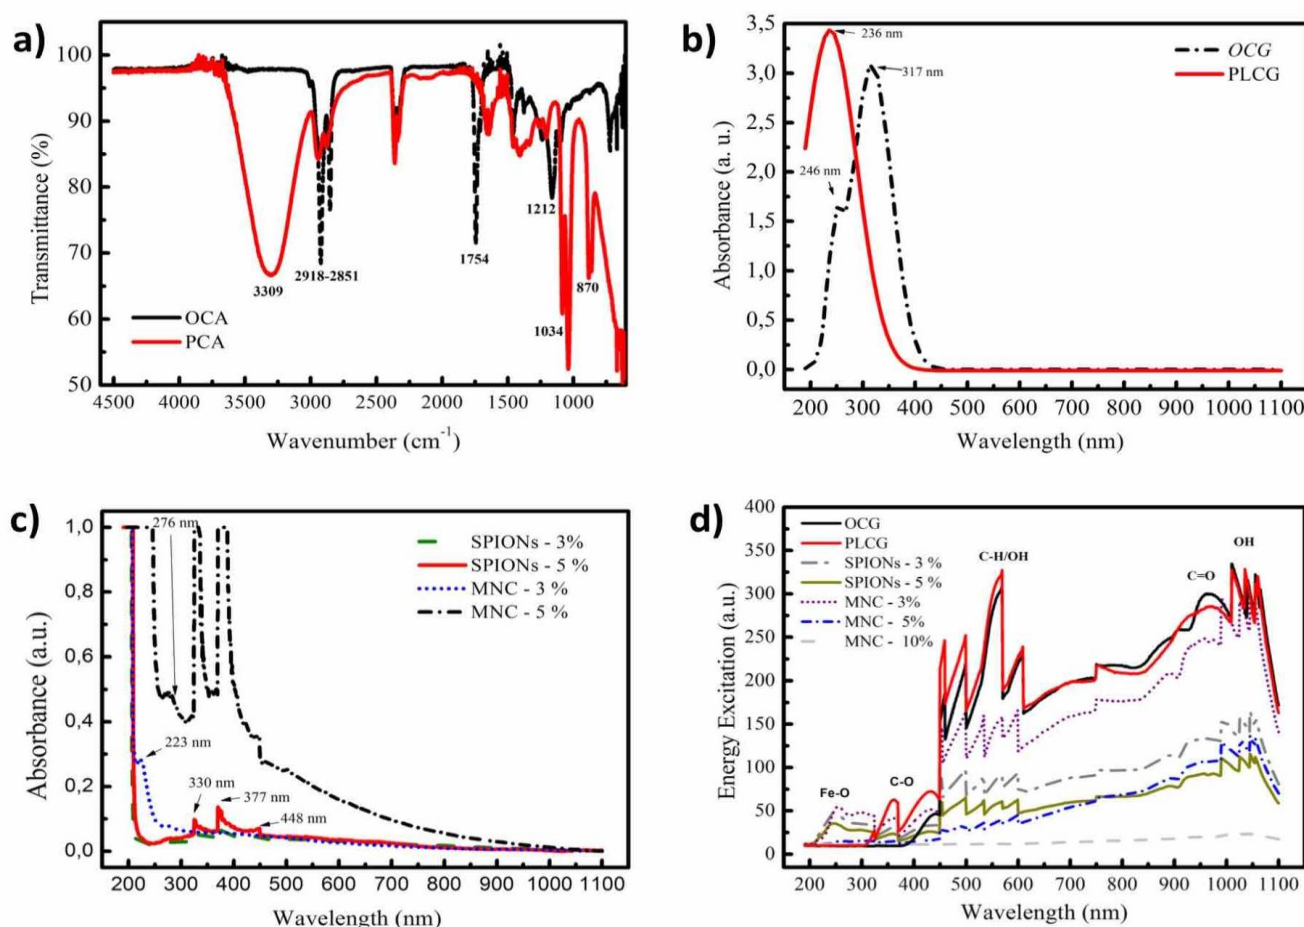 a)
100
90
80
70
60
50
Transmittance (%)
3309
2918-2851
1754
1212
1034
870
OCA
PCA
4500 4000 3500 3000 2500 2000 1500 1000
Wavenumber (cm⁻¹)
b)
3,5
3,0
2,5
2,0
1,5
1,0
0,5
0,0
Absorbance (a. u.)
236 nm
317 nm
246 nm
OCG
PLCG
200 300 400 500 600 700 800 900 1000 1100
Wavelength (nm)
c)
1,0
0,8
0,6
0,4
0,2
0,0
Absorbance (a.u.)
276 nm
223 nm
330 nm
377 nm
448 nm
SPIONs - 3%
SPIONs - 5 %
MNC - 3 %
MNC - 5 %
200 300 400 500 600 700 800 900 1000 1100
Wavelength (nm)
d)
400
350
300
250
200
150
100
50
0
Energy Excitation (a.u.)
OCG
PLCG
SPIONs - 3 %
SPIONs - 5 %
MNC - 3%
MNC - 5%
MNC - 10%
Fe-O
C-O
C-H/OH
C=O
OH
200 300 400 500 600 700 800 900 1000 1100
Wavelength (nm)